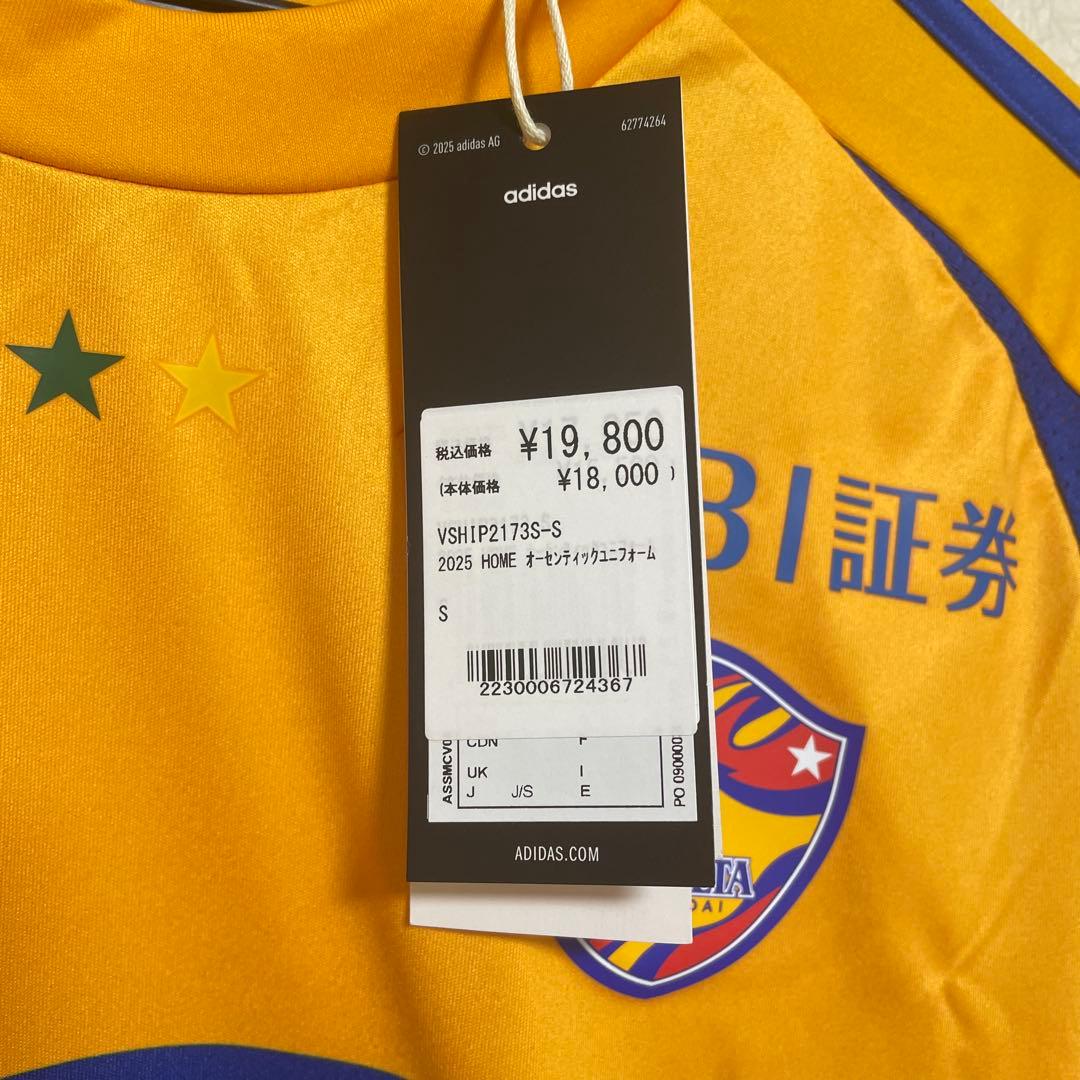 © 2025 adidas AG
62774264
adidas
税込価格 ¥19,800
(本体価格 ¥18,000 )
VSHIP2173S-S
2025 HOME オーセンティックユニフォーム
S
2230006724367
CDN F
UK I
J J/S E
ADIDAS.COM
BI証券